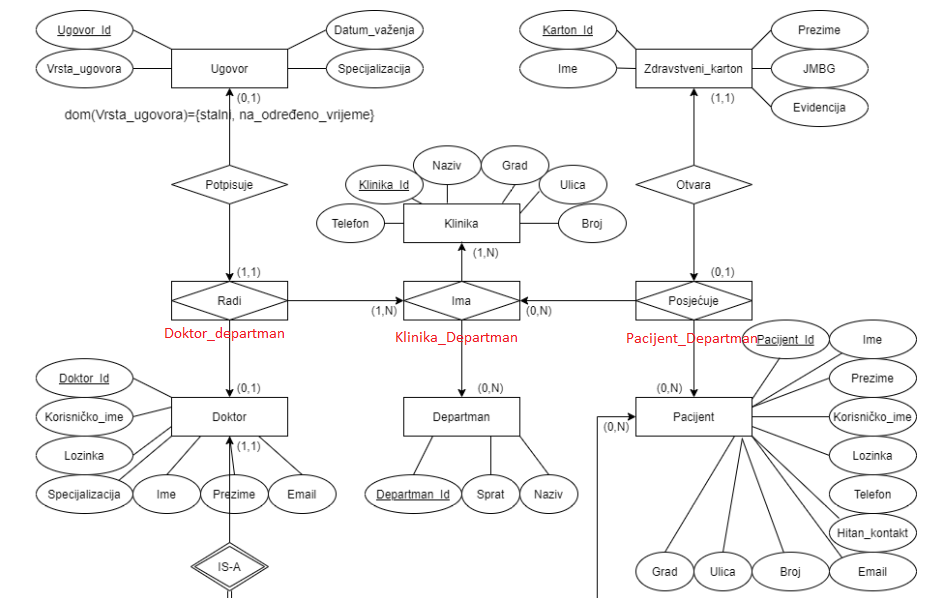 Ugovor_Id
Datum_važenja
Karton_Id
Prezime
Vrsta_ugovora
Ugovor
Specijalizacija
Ime
Zdravstveni_karton
JMBG
(0,1)
(1,1)
Evidencija
dom(Vrsta_ugovora)={stalni, na_određeno_vrijeme}
Naziv
Grad
Potpisuje
Klinika_Id
Ulica
Otvara
Telefon
Klinika
Broj
(1,N)
(1,1)
(0,1)
Radi
(1,N)
Ima
(0,N)
Posjećuje
Doktor_departman
Klinika_Departman
Pacijent_Departman
Pacijent_Id
Ime
Doktor_Id
(0,1)
(0,N)
(0,N)
Prezime
Korisničko_ime
Doktor
Departman
(0,N)
Pacijent
Korisničko_ime
(1,1)
Lozinka
Lozinka
Specijalizacija
Ime
Prezime
Email
Departman_Id
Sprat
Naziv
Telefon
Hitan_kontakt
IS-A
Grad
Ulica
Broj
Email